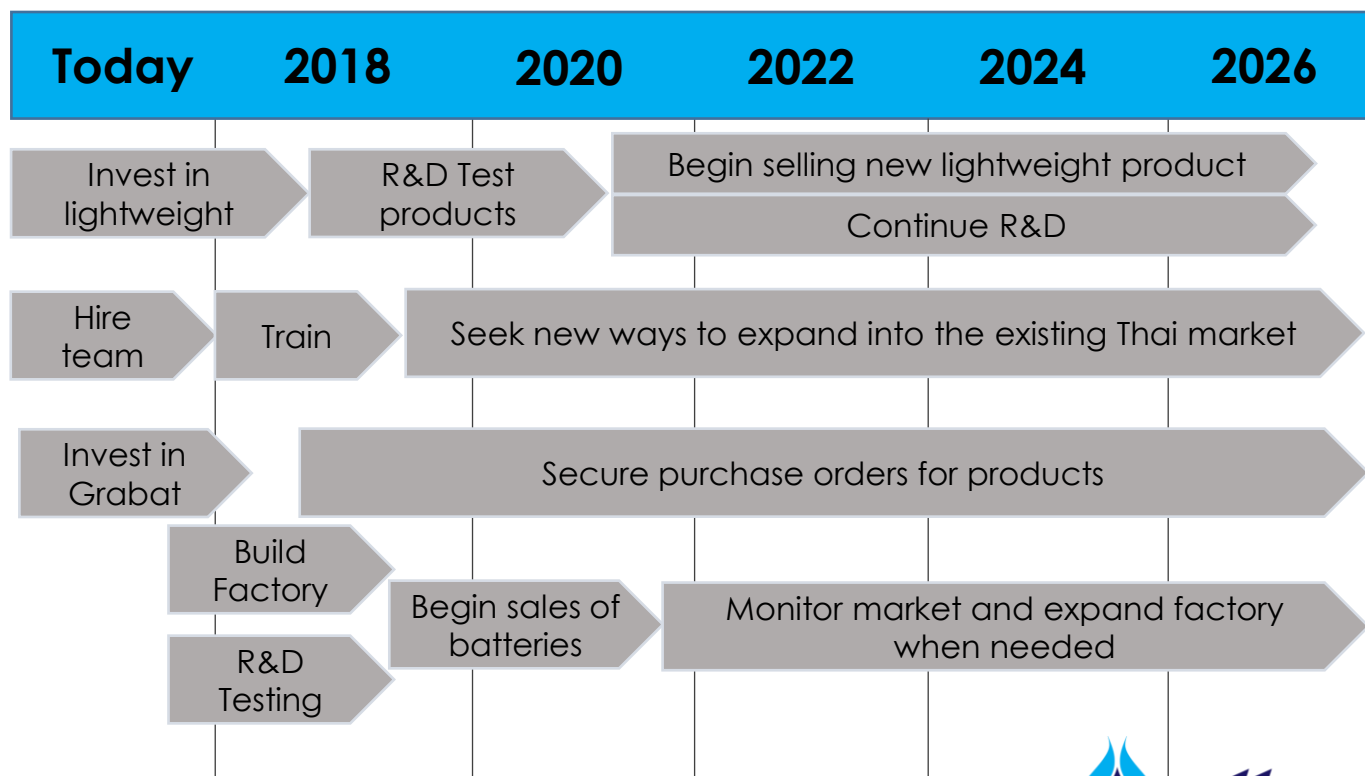 Today 2018 2020 2022 2024 2026
Invest in
lightweight
R&D Test
products
Begin selling new lightweight product
Continue R&D
Hire
team
Train
Seek new ways to expand into the existing Thai market
Invest in
Grabat
Secure purchase orders for products
Build
Factory
Begin sales of
batteries
Monitor market and expand factory
when needed
R&D
Testing